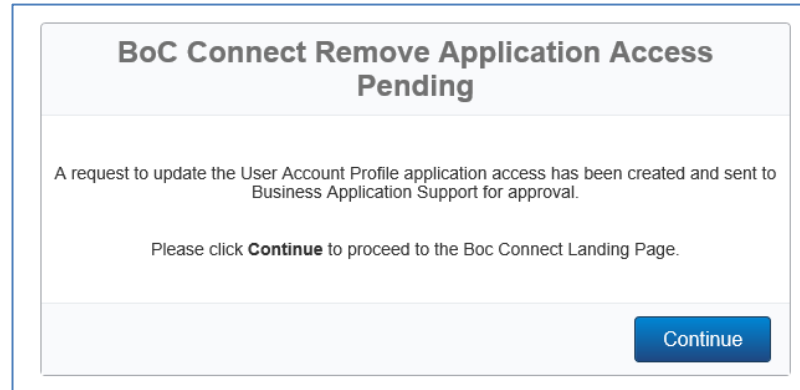 BoC Connect Remove Application Access
Pending
A request to update the User Account Profile application access has been created and sent to
Business Application Support for approval.
Please click Continue to proceed to the Boc Connect Landing Page.
Continue